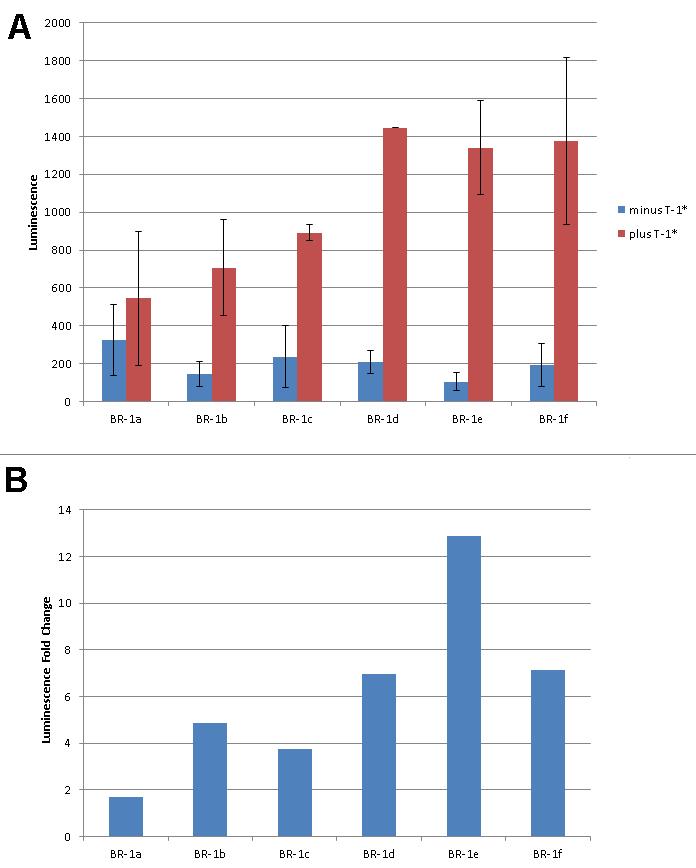 A
2000
1800
1600
1400
1200
1000
800
600
400
200
0
Luminescence
BR-1a BR-1b BR-1c BR-1d BR-1e BR-1f
minus T-1*
plus T-1*
B
14
12
10
8
6
4
2
0
Luminescence Fold Change
BR-1a BR-1b BR-1c BR-1d BR-1e BR-1f